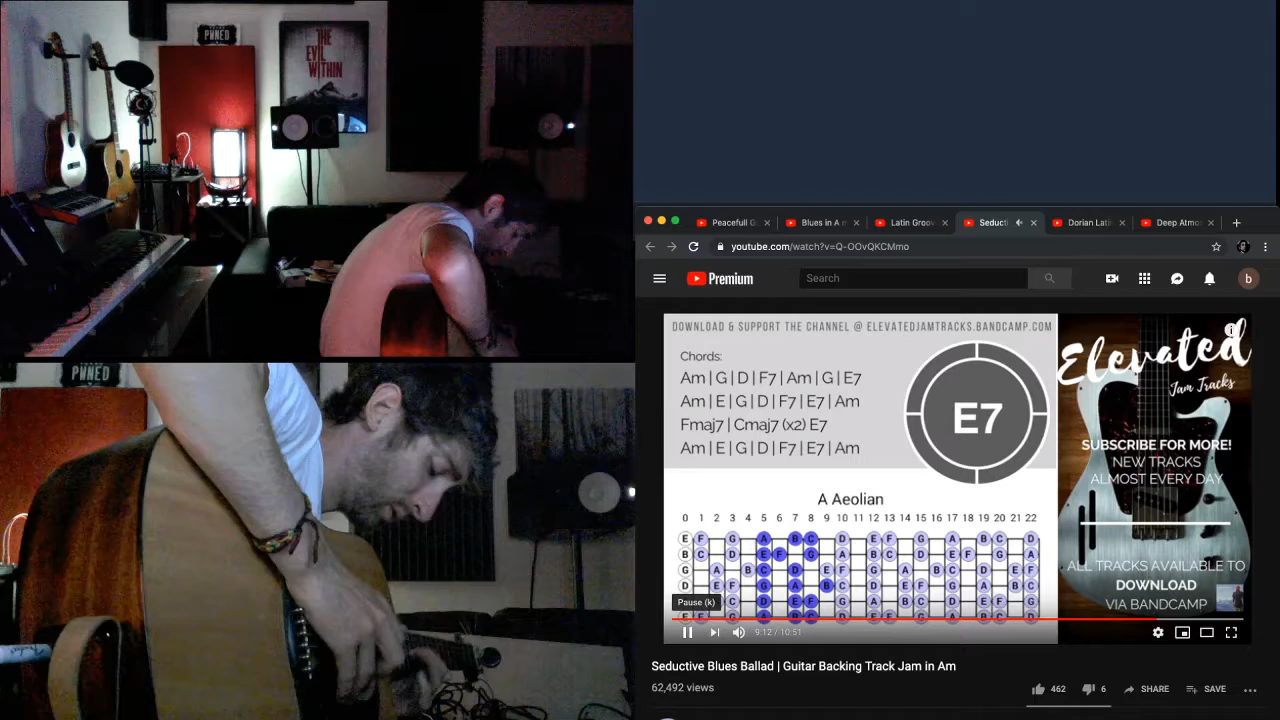 PWNED
THE
EVIL
WITHIN
PWNED
Peacefull G
Blues in A m
Latin Groov
Seducti
Dorian Lati
Deep Atmos
youtube.com/watch?v=Q-OOvQKCMmo
Premium
Search
b
DOWNLOAD & SUPPORT THE CHANNEL @ ELEVATEDJAMTRACKS.BANDCAMP.COM
Chords:
Am | G | D | F7 | Am | G | E7
Am | E | G | D | F7 | E7 | Am
Fmaj7 | Cmaj7 (x2) E7
Am | E | G | D | F7 | E7 | Am
E7
Elevated
Jam Tracks
SUBSCRIBE FOR MORE!
NEW TRACKS
ALMOST EVERY DAY
ALL TRACKS AVAILABLE TO
DOWNLOAD
VIA BANDCAMP
A Aeolian
0 1 2 3 4 5 6 7 8 9 10 11 12 13 14 15 16 17 18 19 20 21 22
E F G A B C D E F G A B C D
B C D E F G A B C D E F G A
G A B C D E F G A B C D E F
D E F G A B C D E F G A B C
Pause (k)
9:12 / 10:51
Seductive Blues Ballad | Guitar Backing Track Jam in Am
62,492 views
462
6
SHARE
SAVE